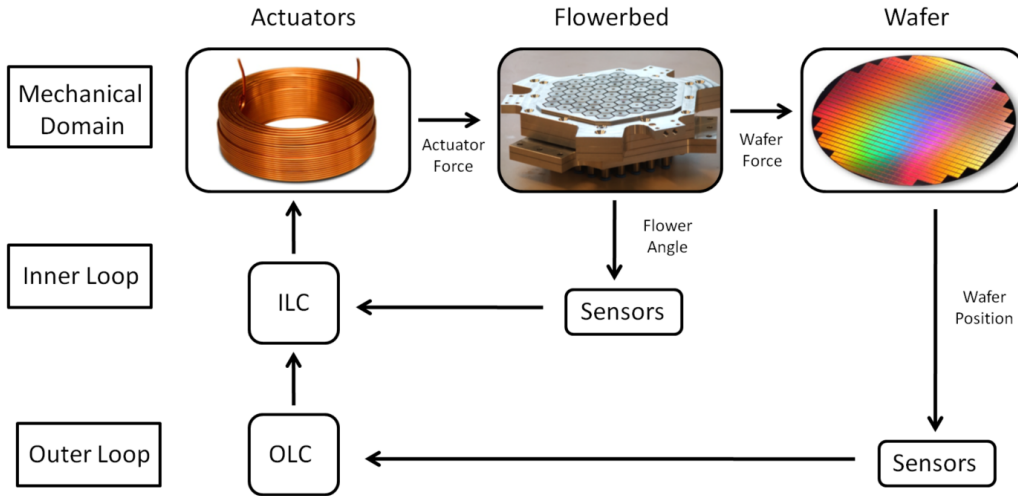 Actuators
Flowerbed
Wafer
Mechanical
Domain
Actuator
Force
Wafer
Force
Flower
Angle
Inner Loop
ILC
Sensors
Wafer
Position
Outer Loop
OLC
Sensors